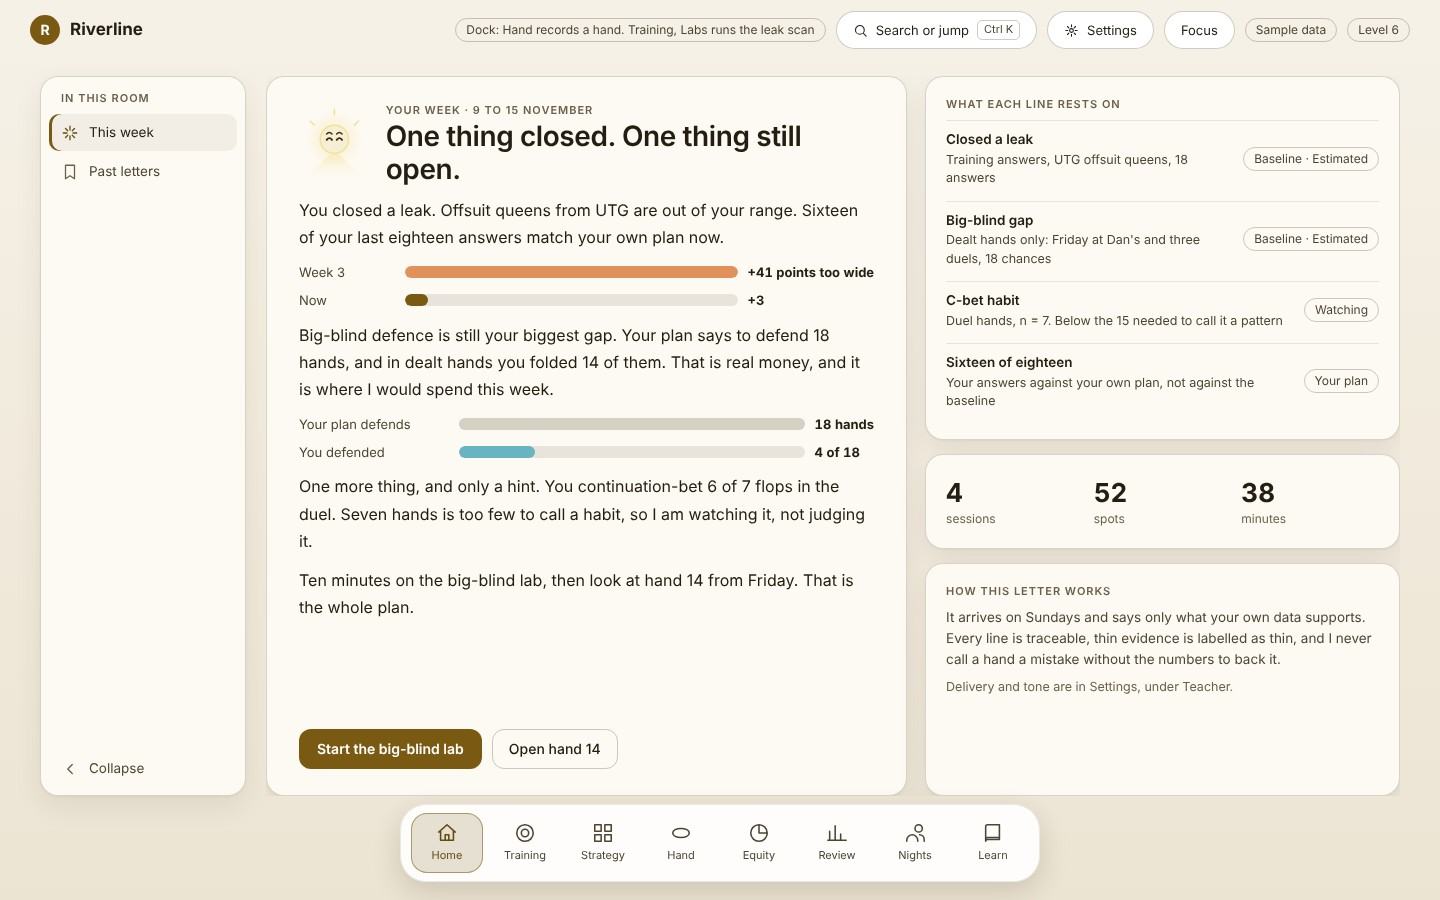 R Riverline
Dock: Hand records a hand. Training, Labs runs the leak scan
Search or jump Ctrl K
Settings
Focus
Sample data
Level 6
IN THIS ROOM
This week
Past letters
Collapse
YOUR WEEK · 9 TO 15 NOVEMBER
One thing closed. One thing still
open.
You closed a leak. Offsuit queens from UTG are out of your range. Sixteen
of your last eighteen answers match your own plan now.
Week 3 +41 points too wide
Now +3
Big-blind defence is still your biggest gap. Your plan says to defend 18
hands, and in dealt hands you folded 14 of them. That is real money, and it
is where I would spend this week.
Your plan defends 18 hands
You defended 4 of 18
One more thing, and only a hint. You continuation-bet 6 of 7 flops in the
duel. Seven hands is too few to call a habit, so I am watching it, not judging
it.
Ten minutes on the big-blind lab, then look at hand 14 from Friday. That is
the whole plan.
Start the big-blind lab
Open hand 14
WHAT EACH LINE RESTS ON
Closed a leak
Training answers, UTG offsuit queens, 18
answers
Baseline · Estimated
Big-blind gap
Dealt hands only: Friday at Dan's and three
duels, 18 chances
Baseline · Estimated
C-bet habit
Duel hands, n = 7. Below the 15 needed to call it a pattern
Watching
Sixteen of eighteen
Your answers against your own plan, not against the
baseline
Your plan
4 52 38
sessions spots minutes
HOW THIS LETTER WORKS
It arrives on Sundays and says only what your own data supports.
Every line is traceable, thin evidence is labelled as thin, and I never
call a hand a mistake without the numbers to back it.
Delivery and tone are in Settings, under Teacher.
Home Training Strategy Hand Equity Review Nights Learn